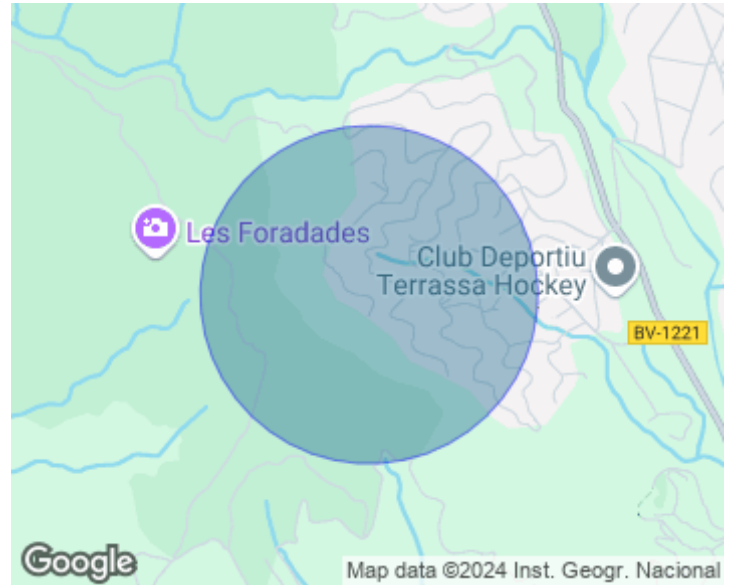 Les Foradades
Club Deportiu
Terrassa Hockey
BV-1221
Google
Map data ©2024 Inst. Geogr. Nacional